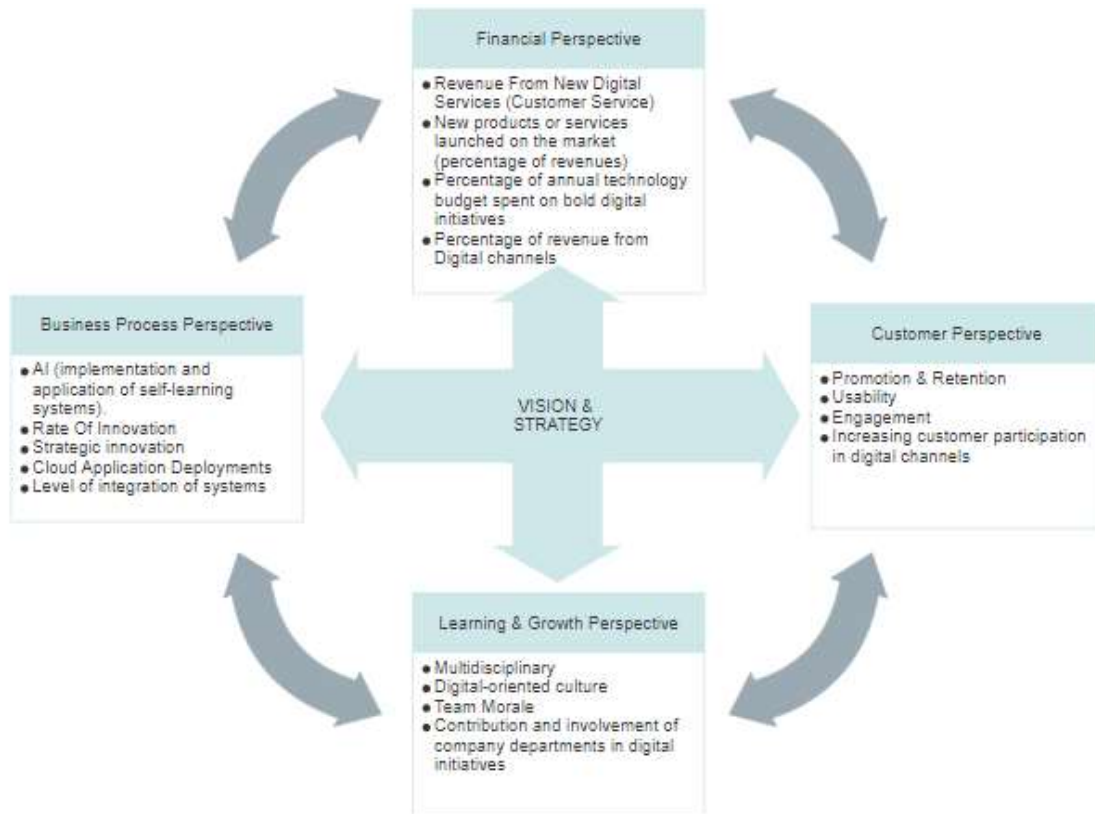 Financial Perspective
● Revenue From New Digital
Services (Customer Service)
● New products or services
launched on the market
(percentage of revenues)
● Percentage of annual technology
budget spent on bold digital
initiatives
● Percentage of revenue from
Digital channels
Business Process Perspective
● AI (implementation and
application of self-learning
systems).
● Rate Of Innovation
● Strategic innovation
● Cloud Application Deployments
● Level of integration of systems
VISION &
STRATEGY
Customer Perspective
● Promotion & Retention
● Usability
● Engagement
● Increasing customer participation
in digital channels
Learning & Growth Perspective
● Multidisciplinary
● Digital-oriented culture
● Team Morale
● Contribution and involvement of
company departments in digital
initiatives